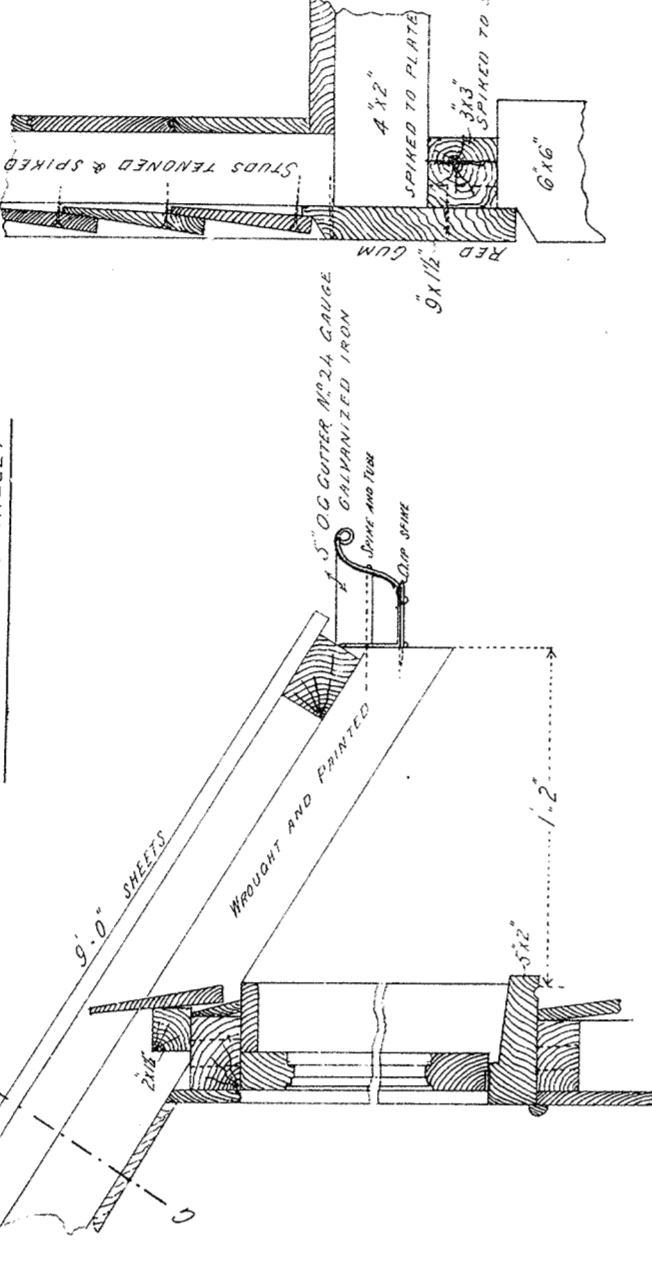 STUDS TENONED & SPIKED
4"x2"
SPIKED TO PLATE
3"x3"
SPIKED TO
6"x6"
RED GUM
9"x1½"
5" O.G GUTTER No 24 GAUGE
GALVANIZED IRON
SPIKE AND TUBE
CLIP SPIKE
9'-0" SHEETS
WROUGHT AND PAINTED
1'-2"
5"x2"
C